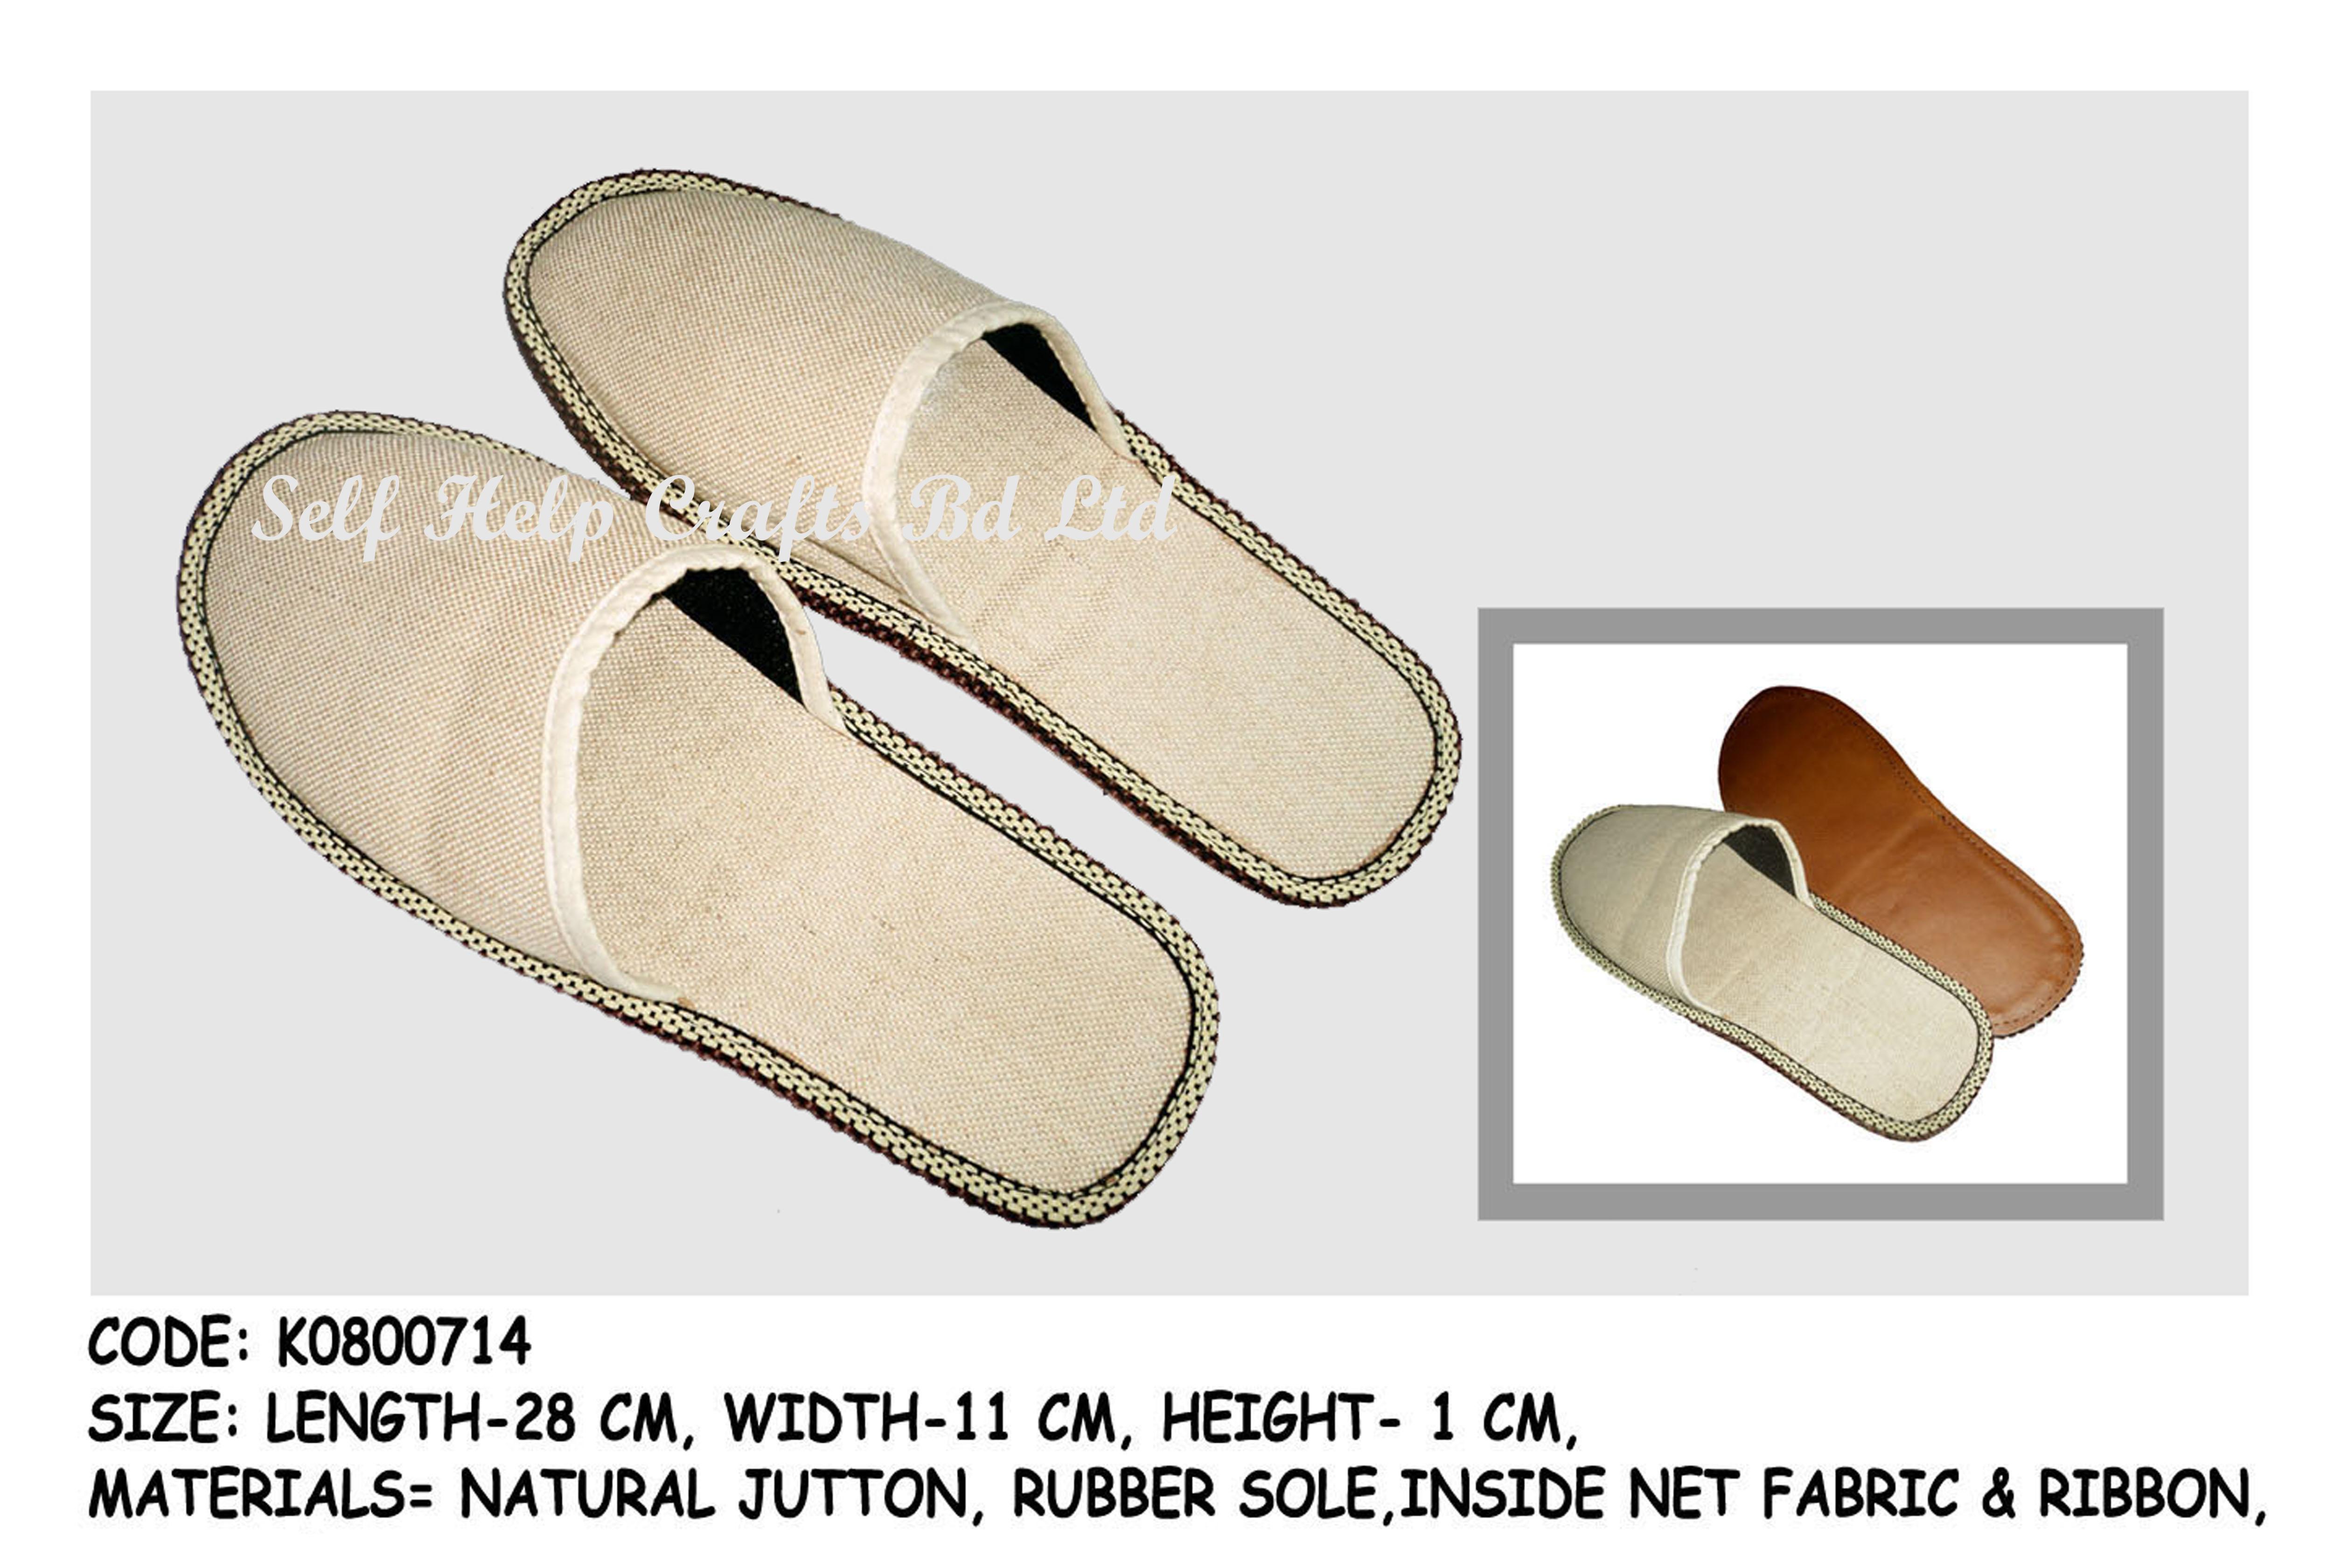 Self Help Crafts Bd Ltd
CODE: K0800714
SIZE: LENGTH-28 CM, WIDTH-11 CM, HEIGHT- 1 CM,
MATERIALS= NATURAL JUTTON, RUBBER SOLE,INSIDE NET FABRIC & RIBBON,